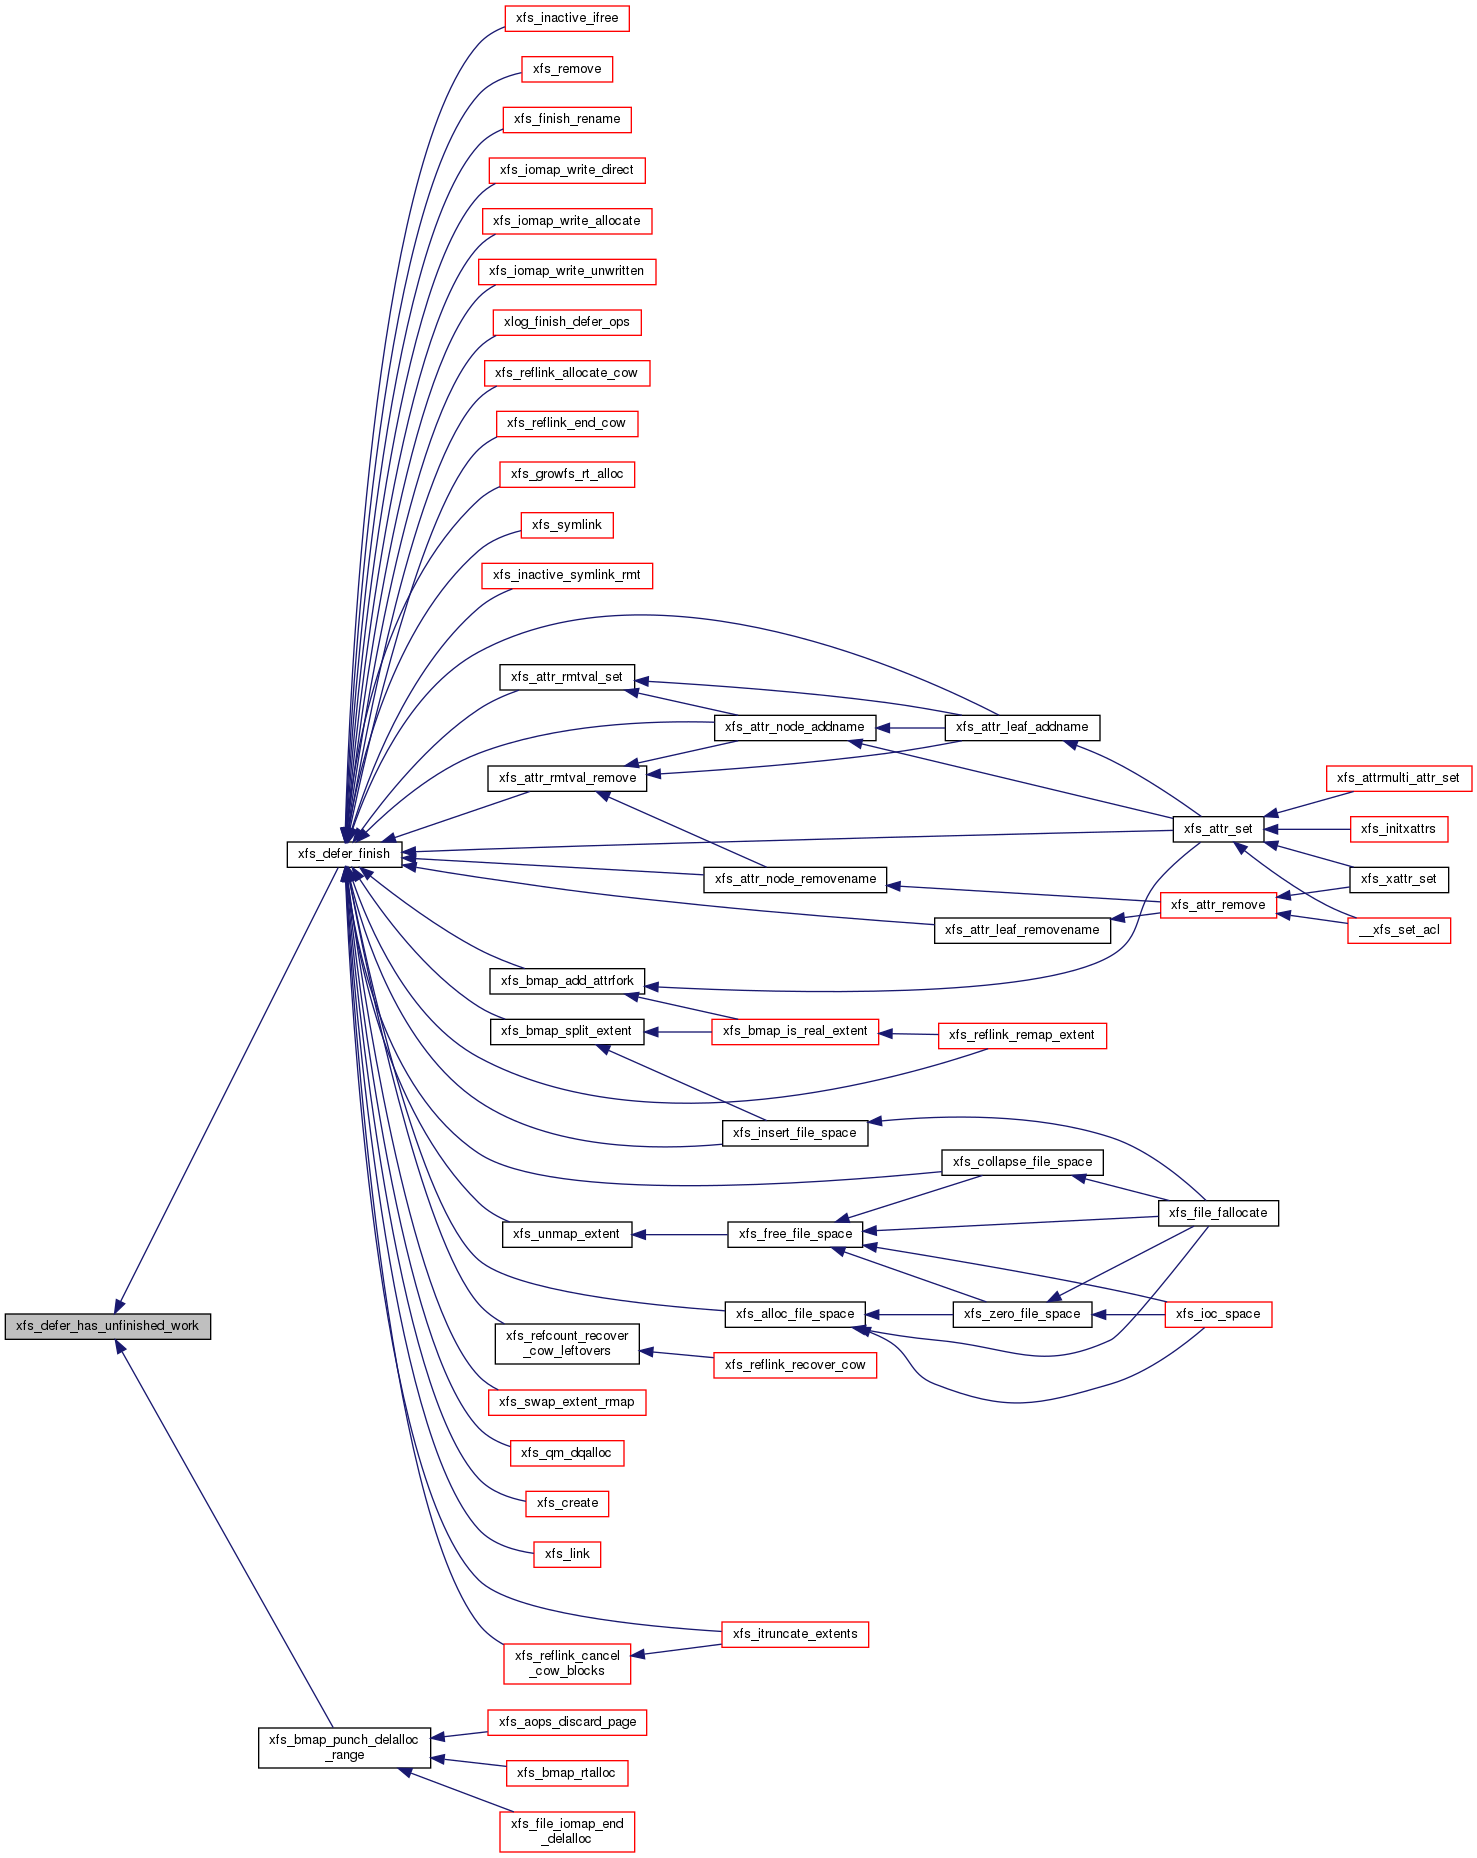 xfs_inactive_ifree
xfs_remove
xfs_finish_rename
xfs_iomap_write_direct
xfs_iomap_write_allocate
xfs_iomap_write_unwritten
xlog_finish_defer_ops
xfs_reflink_allocate_cow
xfs_reflink_end_cow
xfs_growfs_rt_alloc
xfs_symlink
xfs_inactive_symlink_rmt
xfs_attr_rmtval_set
xfs_attr_node_addname
xfs_attr_leaf_addname
xfs_attr_rmtval_remove
xfs_attrmulti_attr_set
xfs_attr_set
xfs_initxattrs
xfs_defer_finish
xfs_attr_node_removename
xfs_xattr_set
xfs_attr_remove
xfs_attr_leaf_removename
__xfs_set_acl
xfs_bmap_add_attrfork
xfs_bmap_split_extent
xfs_bmap_is_real_extent
xfs_reflink_remap_extent
xfs_insert_file_space
xfs_collapse_file_space
xfs_file_fallocate
xfs_unmap_extent
xfs_free_file_space
xfs_alloc_file_space
xfs_zero_file_space
xfs_ioc_space
xfs_defer_has_unfinished_work
xfs_refcount_recover
_cow_leftovers
xfs_reflink_recover_cow
xfs_swap_extent_rmap
xfs_qm_dqalloc
xfs_create
xfs_link
xfs_itruncate_extents
xfs_reflink_cancel
_cow_blocks
xfs_aops_discard_page
xfs_bmap_punch_delalloc
_range
xfs_bmap_rtalloc
xfs_file_iomap_end
_delalloc